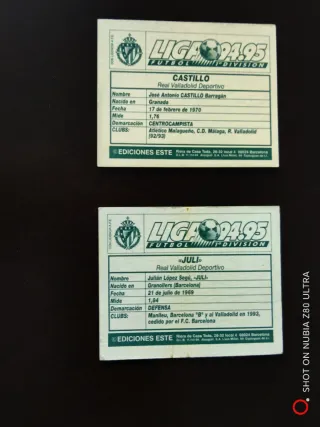 LIGA 94-95
FUTBOL 1ª DIVISION
CASTILLO
Real Valladolid Deportivo
Nombre José Antonio CASTILLO Barragán
Nacido en Granada
Fecha 17 de febrero de 1970
Mide 1,76
Demarcación CENTROCAMPISTA
CLUBS: Atlético Malagueño, C.D. Málaga, R. Valladolid
(92/93)
EDICIONES ESTE
LIGA 94-95
FUTBOL 1ª DIVISION
«JULI»
Real Valladolid Deportivo
Nombre Julián López Segú, «JULI»
Nacido en Granollers (Barcelona)
Fecha 21 de julio de 1969
Mide 1,84
Demarcación DEFENSA
CLUBS: Manlleu, Barcelona "B" y el Valladolid en 1993,
cedido por el F.C. Barcelona
EDICIONES ESTE
SHOT ON NUBIA Z80 ULTRA